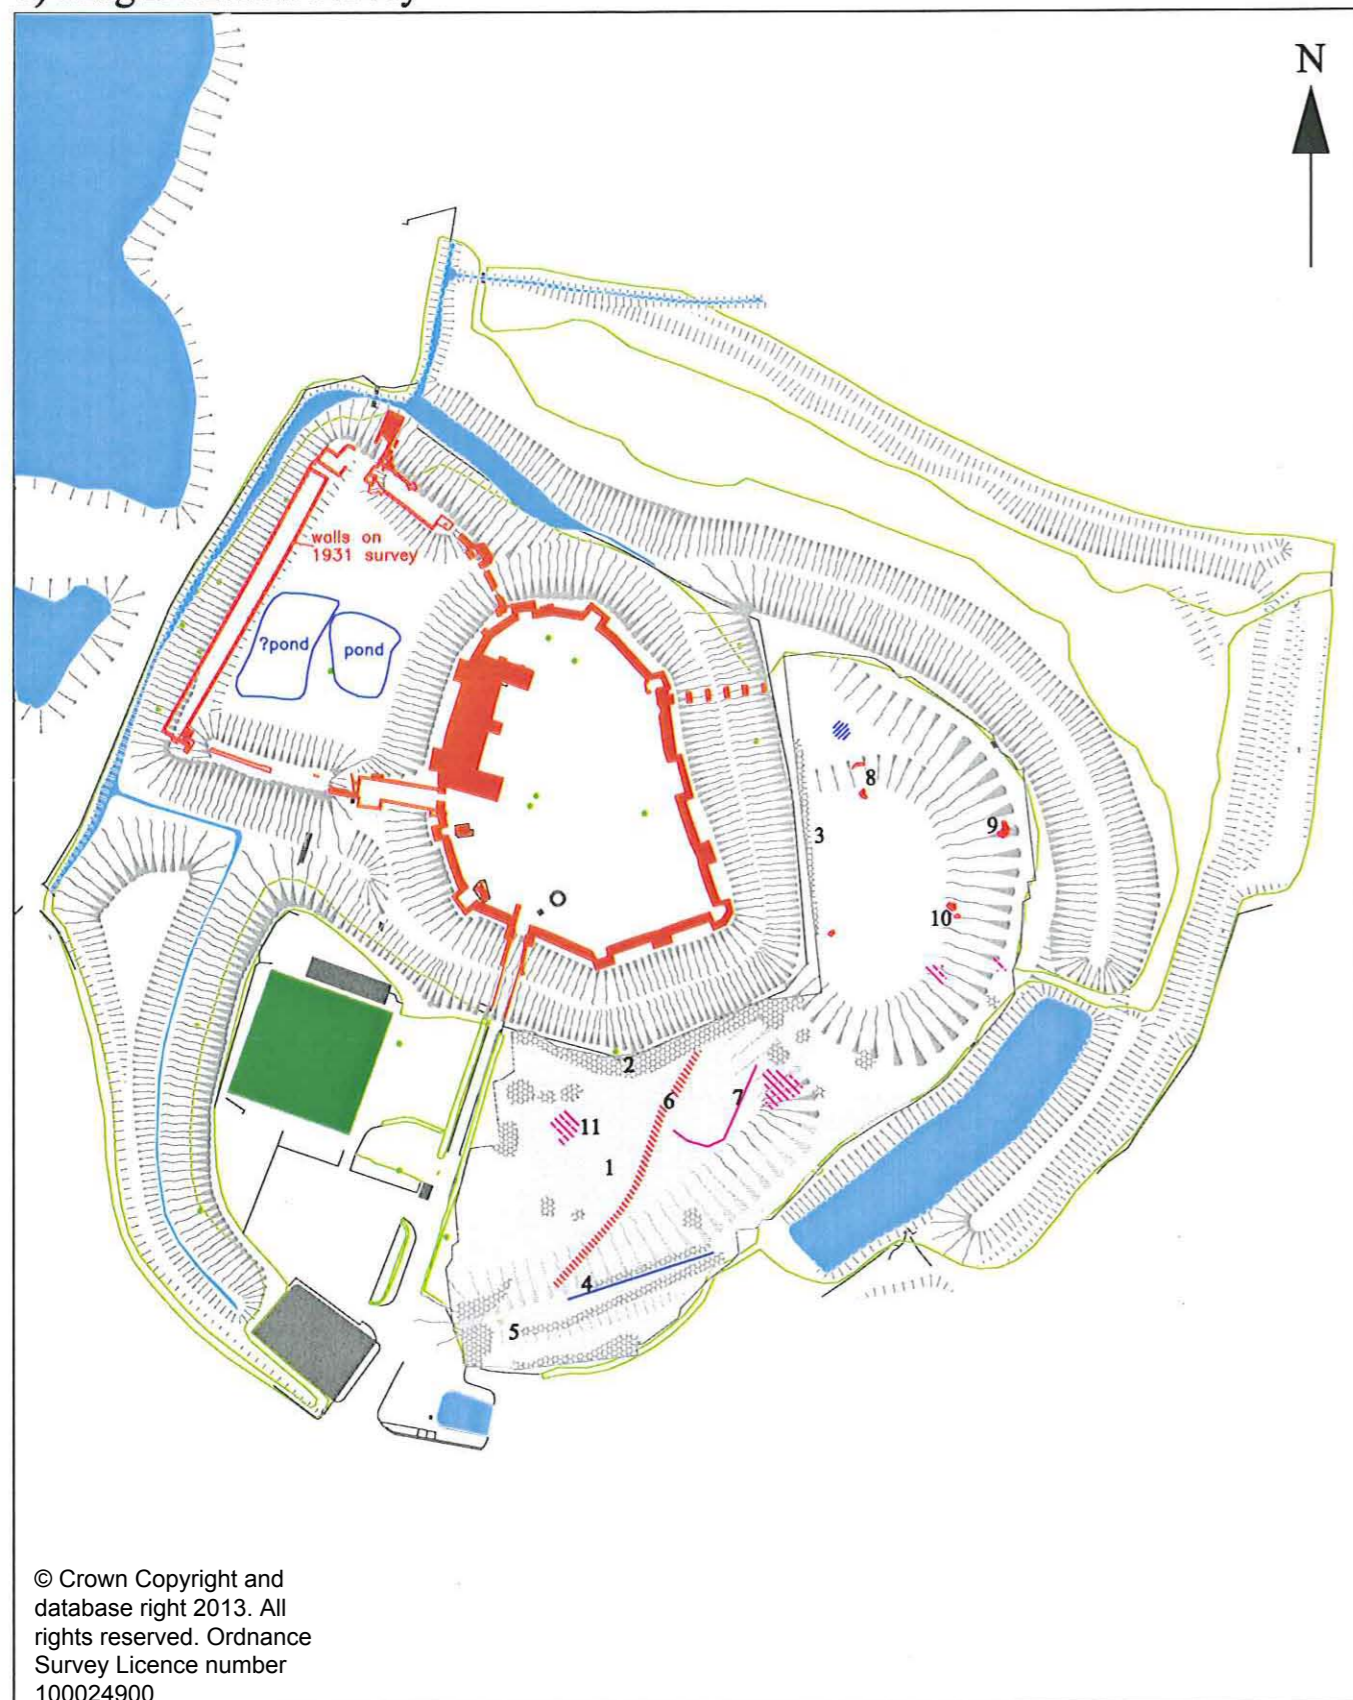 N
walls on
1931 survey
?pond
pond
8
3
9
10
2
6
7
11
1
4
5
© Crown Copyright and
database right 2013. All
rights reserved. Ordnance
Survey Licence number
100024900